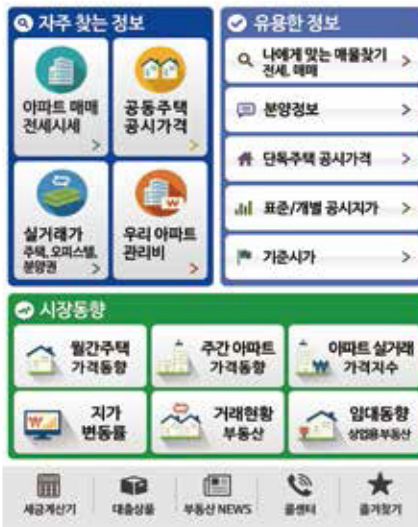 자주 찾는 정보
아파트 매매
전세시세
공동주택
공시가격
실거래가
주택, 오피스텔,
분양권
우리 아파트
관리비
유용한 정보
나에게 맞는 매물찾기
전세, 매매
분양정보
단독주택 공시가격
표준/개별 공시지가
기준시가
시장동향
월간주택
가격동향
주간 아파트
가격동향
아파트 실거래
가격지수
지가
변동률
거래현황
부동산
임대동향
상업용부동산
세금계산기
대출상품
부동산 NEWS
콜센터
즐겨찾기